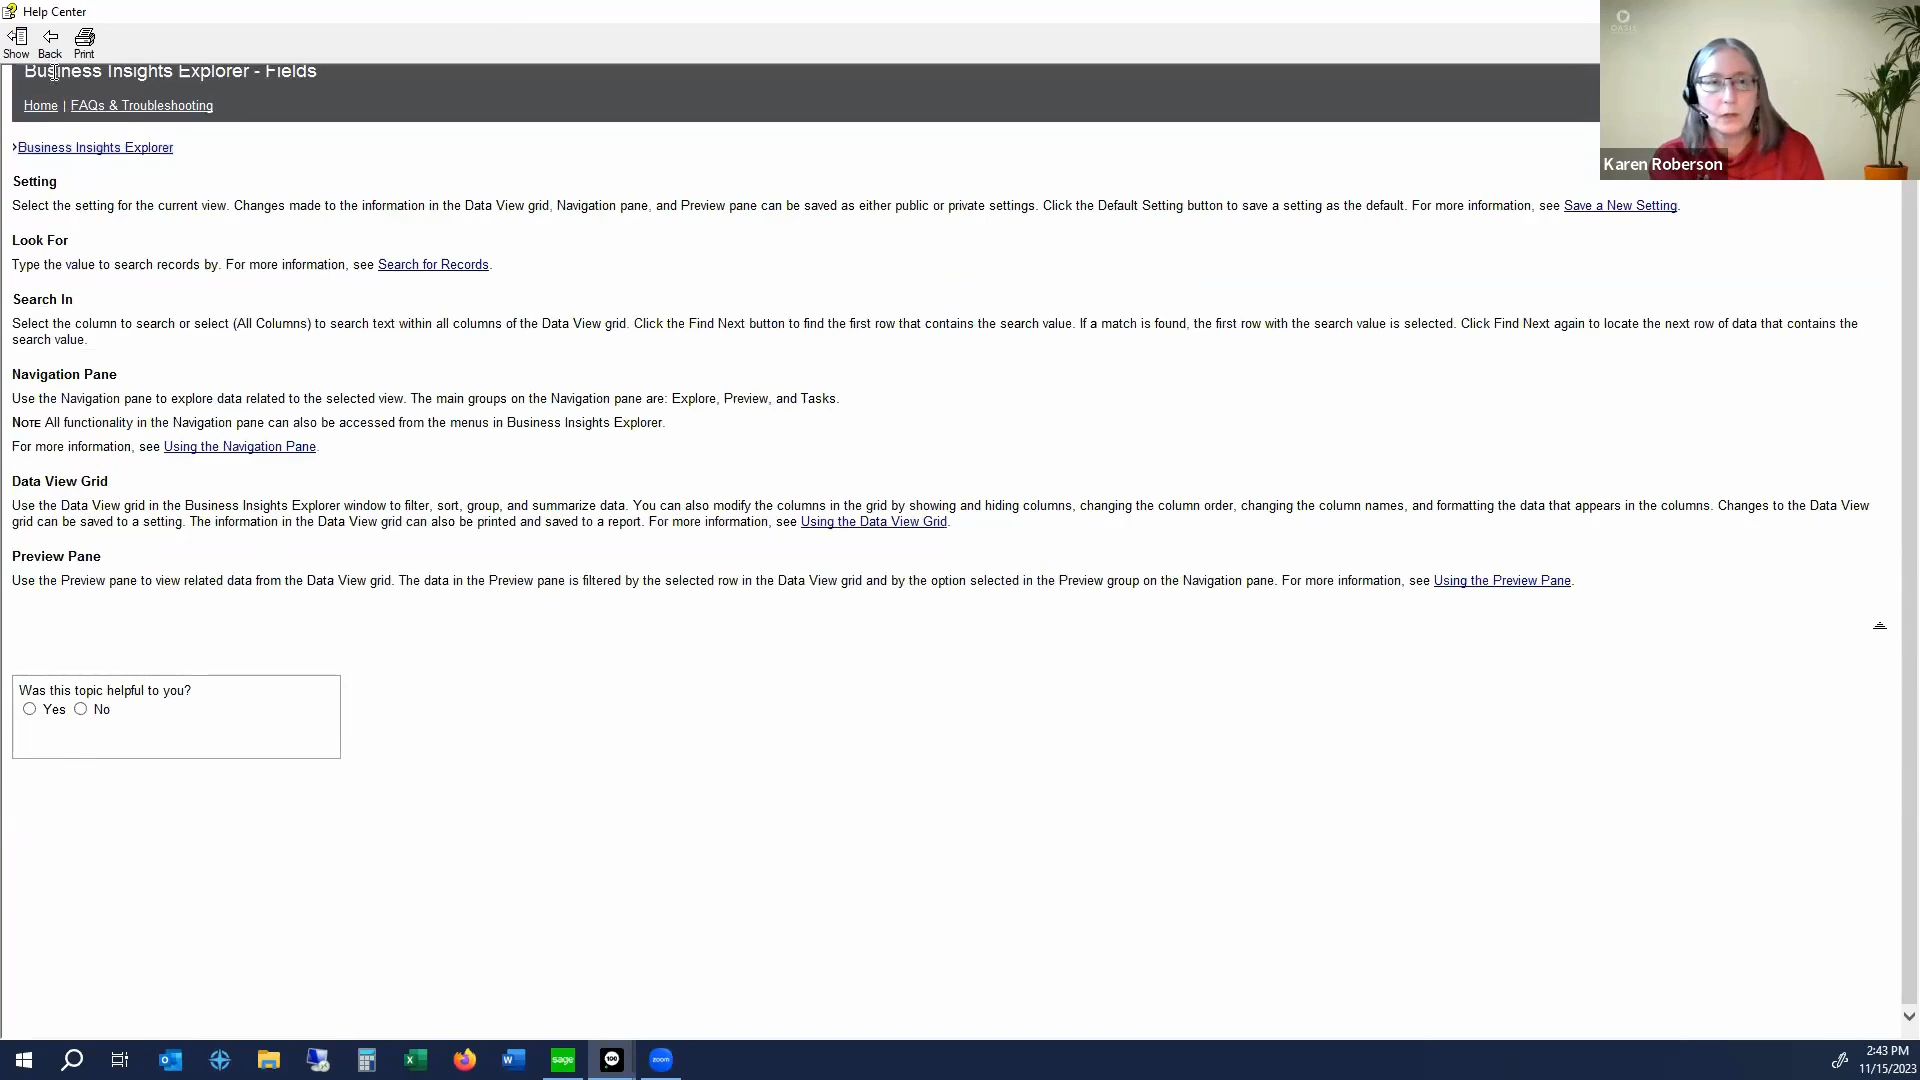 Help Center
Show Back Print
Business Insights Explorer - Fields
Home | FAQs & Troubleshooting
›Business Insights Explorer
Setting
Select the setting for the current view. Changes made to the information in the Data View grid, Navigation pane, and Preview pane can be saved as either public or private settings. Click the Default Setting button to save a setting as the default. For more information, see Save a New Setting.
Look For
Type the value to search records by. For more information, see Search for Records.
Search In
Select the column to search or select (All Columns) to search text within all columns of the Data View grid. Click the Find Next button to find the first row that contains the search value. If a match is found, the first row with the search value is selected. Click Find Next again to locate the next row of data that contains the
search value.
Navigation Pane
Use the Navigation pane to explore data related to the selected view. The main groups on the Navigation pane are: Explore, Preview, and Tasks.
NOTE All functionality in the Navigation pane can also be accessed from the menus in Business Insights Explorer.
For more information, see Using the Navigation Pane.
Data View Grid
Use the Data View grid in the Business Insights Explorer window to filter, sort, group, and summarize data. You can also modify the columns in the grid by showing and hiding columns, changing the column order, changing the column names, and formatting the data that appears in the columns. Changes to the Data View
grid can be saved to a setting. The information in the Data View grid can also be printed and saved to a report. For more information, see Using the Data View Grid.
Preview Pane
Use the Preview pane to view related data from the Data View grid. The data in the Preview pane is filtered by the selected row in the Data View grid and by the option selected in the Preview group on the Navigation pane. For more information, see Using the Preview Pane.
Was this topic helpful to you?
Yes No
Karen Roberson
sage
100
zoom
2:43 PM
11/15/2023